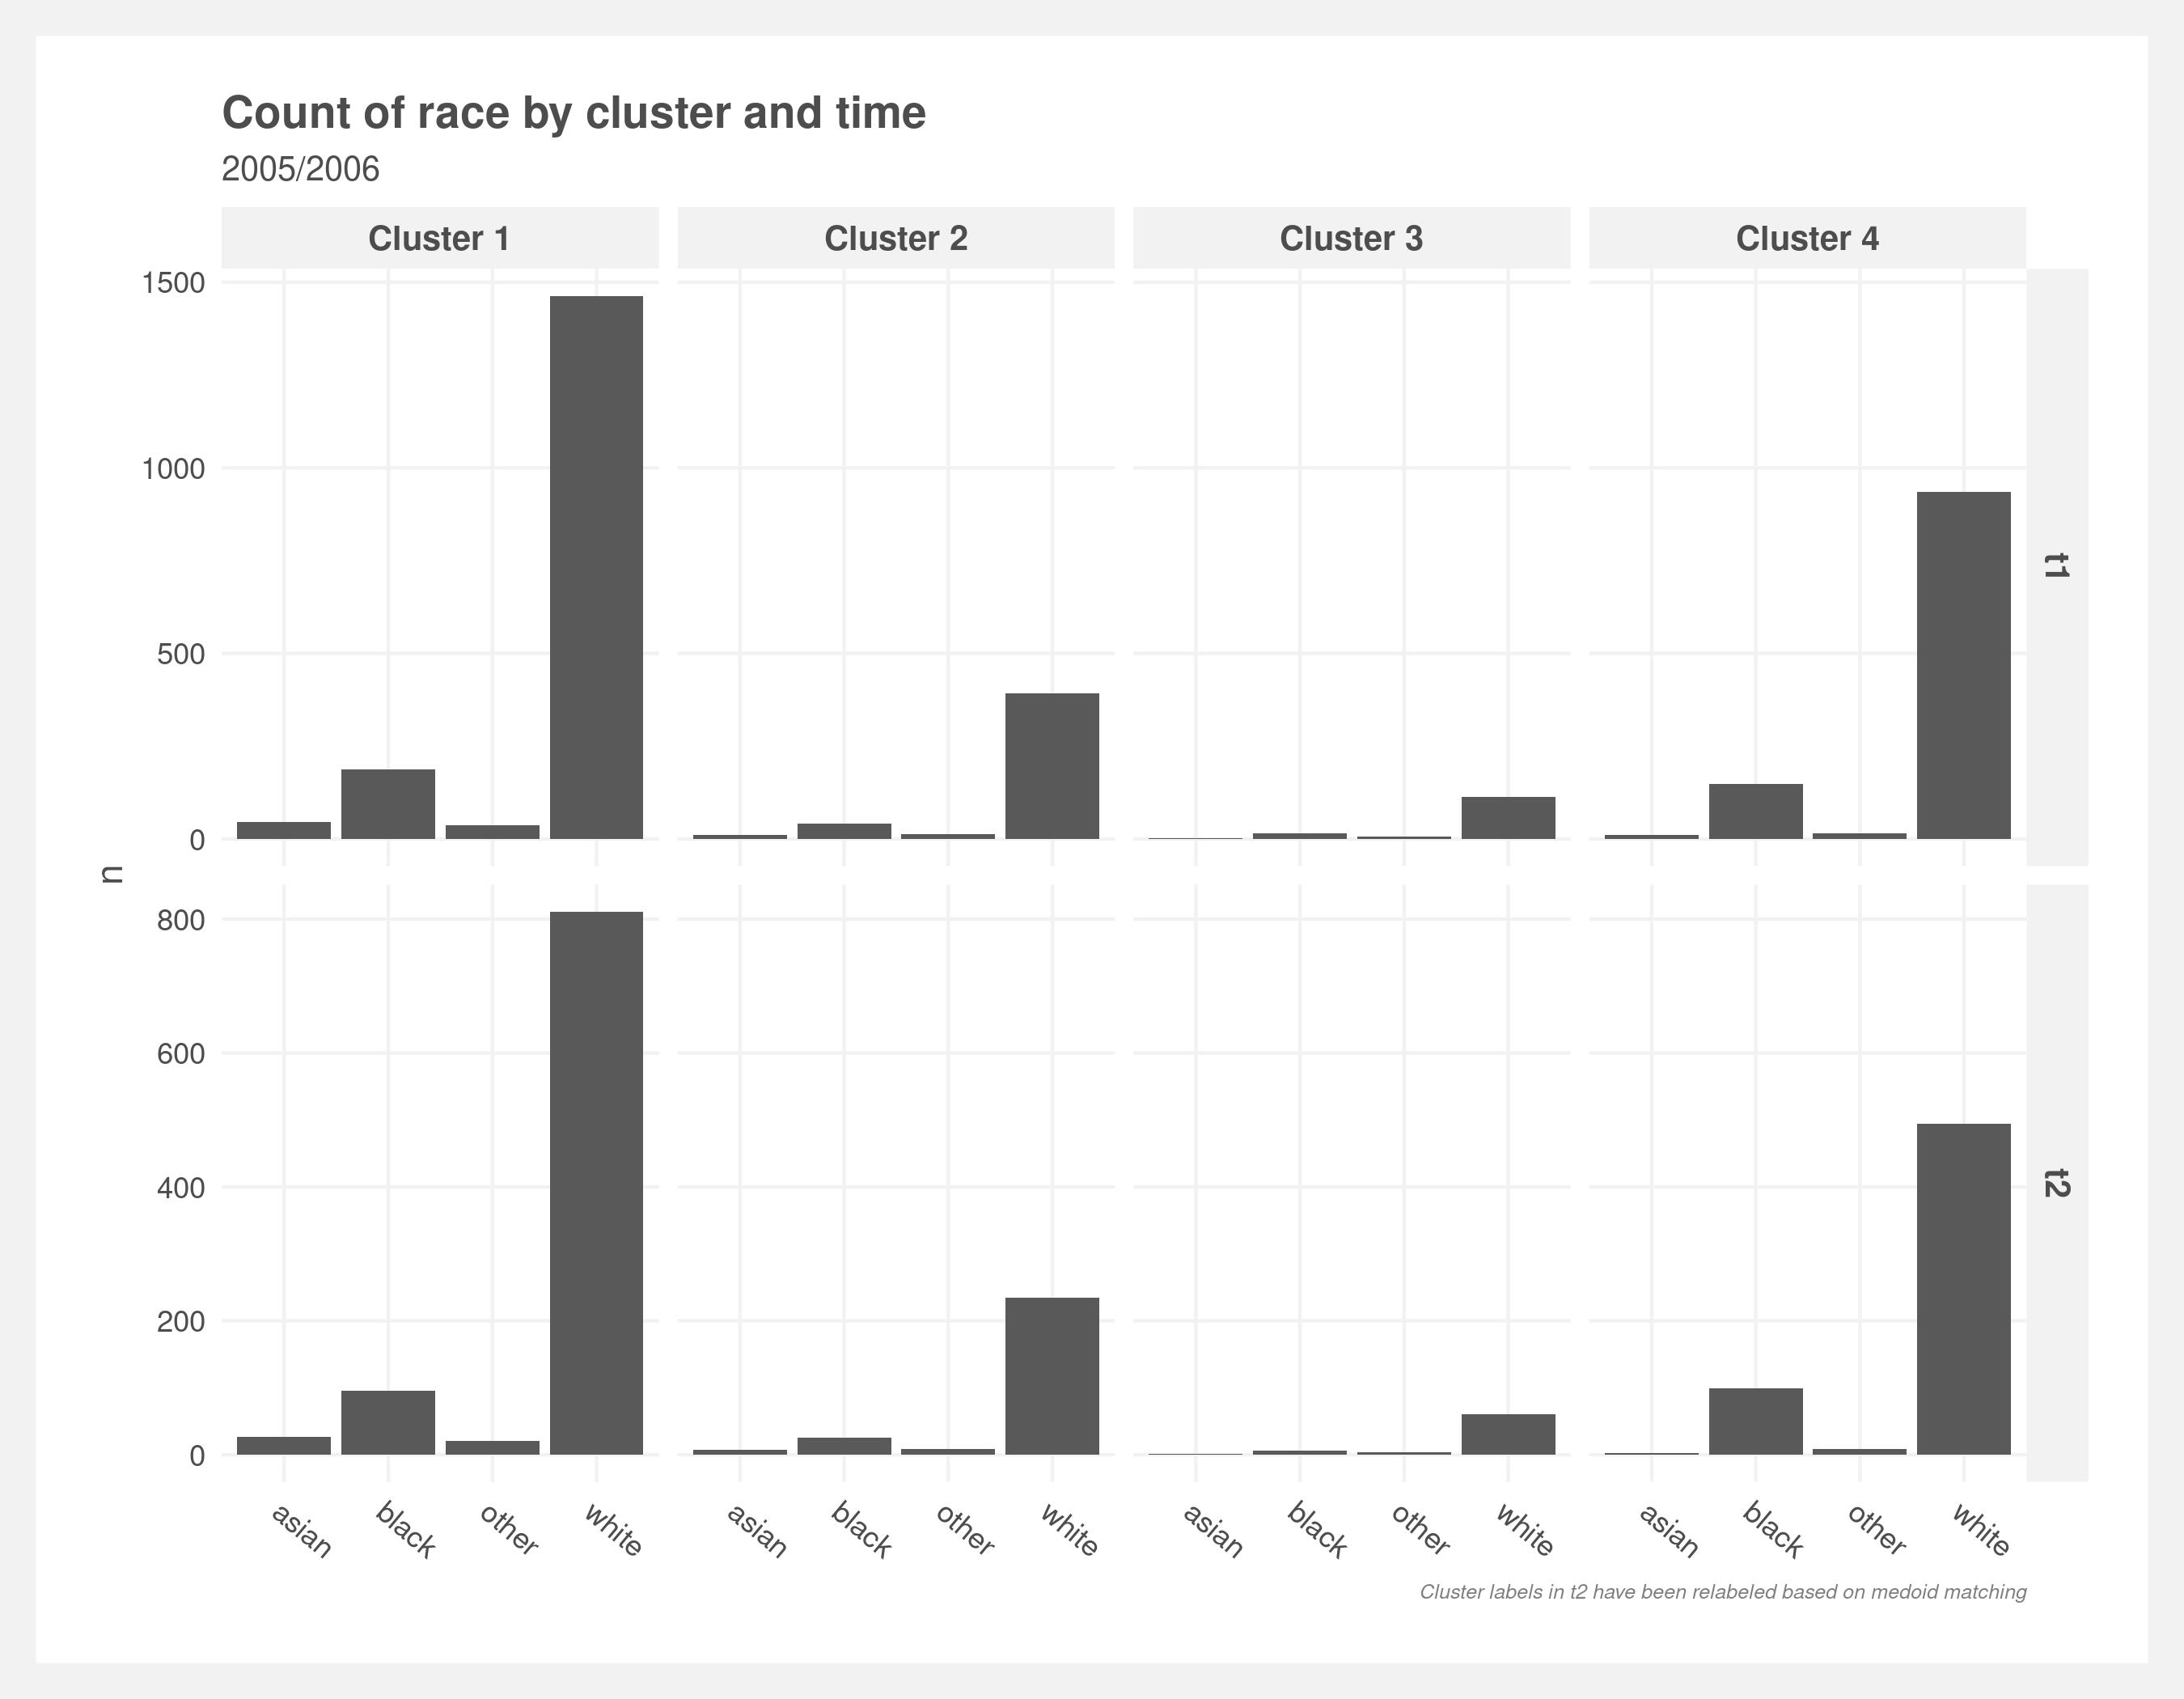 Count of race by cluster and time
2005/2006
Cluster 1 Cluster 2 Cluster 3 Cluster 4
1500
1000
500
0
t1
n
800
600
400
200
0
t2
asian black other white asian black other white asian black other white asian black other white
Cluster labels in t2 have been relabeled based on medoid matching